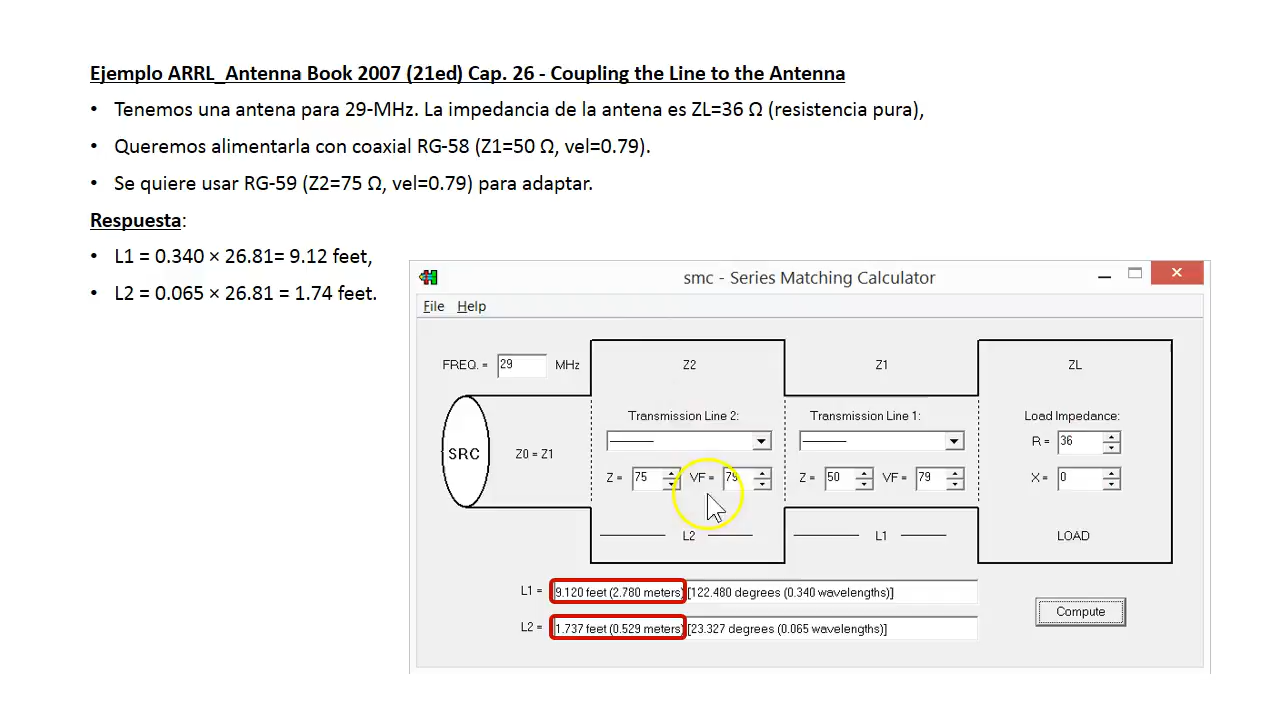 Ejemplo ARRL_Antenna Book 2007 (21ed) Cap. 26 - Coupling the Line to the Antenna
• Tenemos una antena para 29-MHz. La impedancia de la antena es ZL=36 Ω (resistencia pura),
• Queremos alimentarla con coaxial RG-58 (Z1=50 Ω, vel=0.79).
• Se quiere usar RG-59 (Z2=75 Ω, vel=0.79) para adaptar.
Respuesta:
• L1 = 0.340 × 26.81= 9.12 feet,
• L2 = 0.065 × 26.81 = 1.74 feet.
smc - Series Matching Calculator
File Help
FREQ. = 29 MHz Z2 Z1 ZL
Transmission Line 2: Transmission Line 1: Load Impedance:
R = 36
SRC Z0 = Z1
Z = 75 VF = 79 Z = 50 VF = 79 X = 0
L2 L1 LOAD
L1 = 9.120 feet (2.780 meters) [122.480 degrees (0.340 wavelengths)]
Compute
L2 = 1.737 feet (0.529 meters) [23.327 degrees (0.065 wavelengths)]